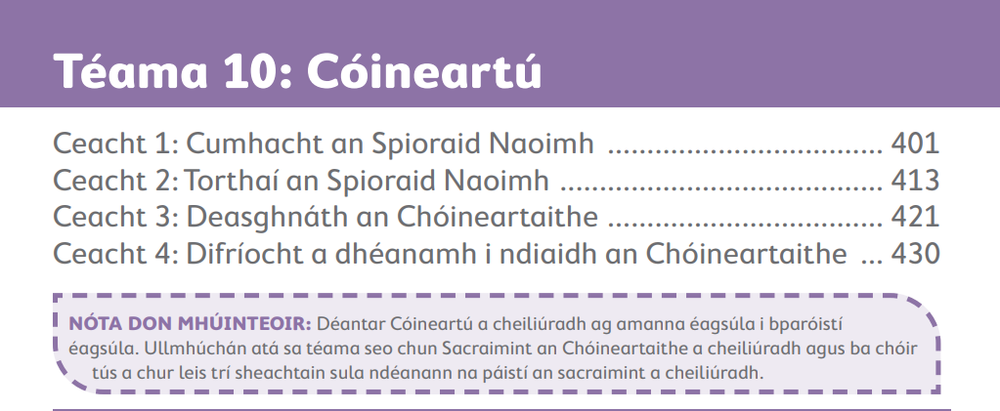 Téama 10: Cóineartú
Ceacht 1: Cumhacht an Spioraid Naoimh ................................... 401
Ceacht 2: Torthaí an Spioraid Naoimh ......................................... 413
Ceacht 3: Deasghnáth an Chóineartaithe ................................... 421
Ceacht 4: Difríocht a dhéanamh i ndiaidh an Chóineartaithe ... 430
NÓTA DON MHÚINTEOIR: Déantar Cóineartú a cheiliúradh ag amanna éagsúla i bparóistí
éagsúla. Ullmhúchán atá sa téama seo chun Sacraimint an Chóineartaithe a cheiliúradh agus ba chóir
tús a chur leis trí sheachtain sula ndéanann na páistí an sacraimint a cheiliúradh.